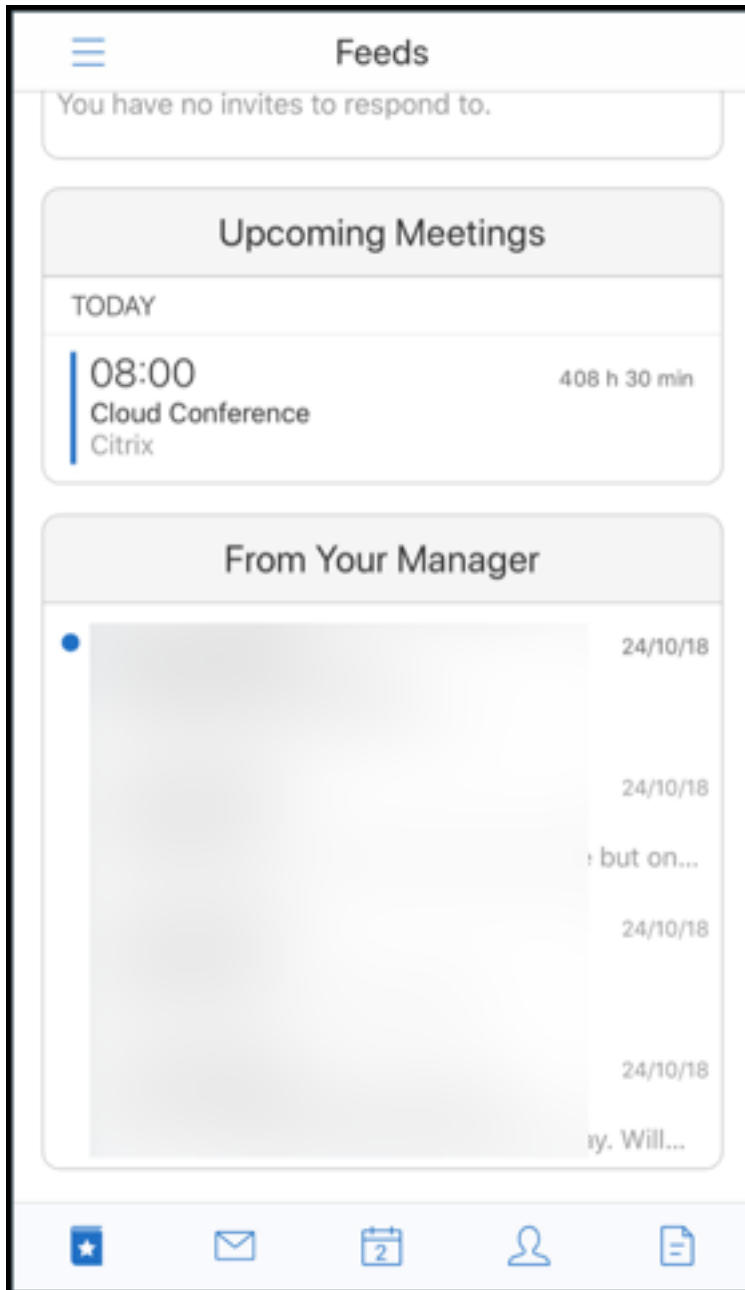 Feeds
You have no invites to respond to.
Upcoming Meetings
TODAY
08:00
408 h 30 min
Cloud Conference
Citrix
From Your Manager
24/10/18
24/10/18
but on...
24/10/18
24/10/18
Will...
2